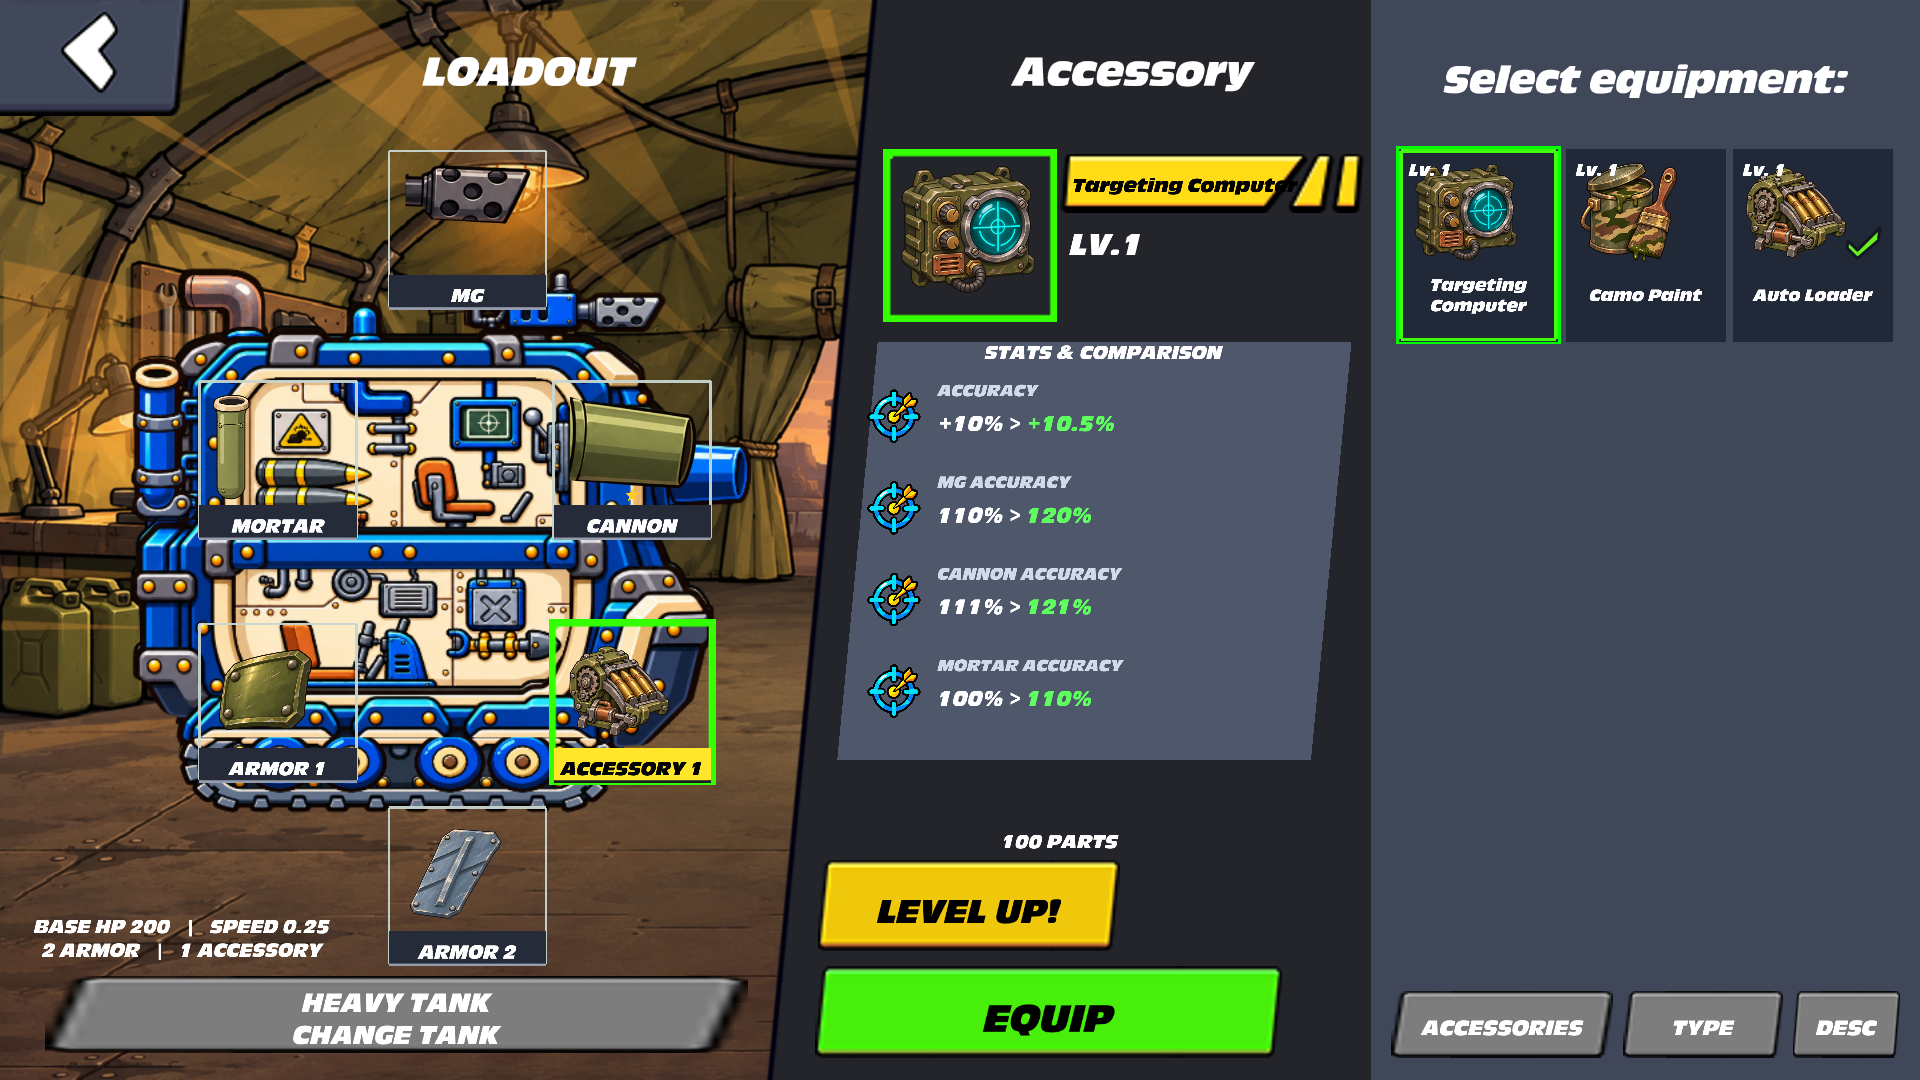 LOADOUT
MG
MORTAR
CANNON
ARMOR 1
ACCESSORY 1
ARMOR 2
BASE HP 200 | SPEED 0.25
2 ARMOR | 1 ACCESSORY
HEAVY TANK
CHANGE TANK
Accessory
Targeting Computer
LV.1
STATS & COMPARISON
ACCURACY
+10% > +10.5%
MG ACCURACY
110% > 120%
CANNON ACCURACY
111% > 121%
MORTAR ACCURACY
100% > 110%
100 PARTS
LEVEL UP!
EQUIP
Select equipment:
Lv. 1
Targeting
Computer
Lv. 1
Camo Paint
Lv. 1
Auto Loader
ACCESSORIES
TYPE
DESC